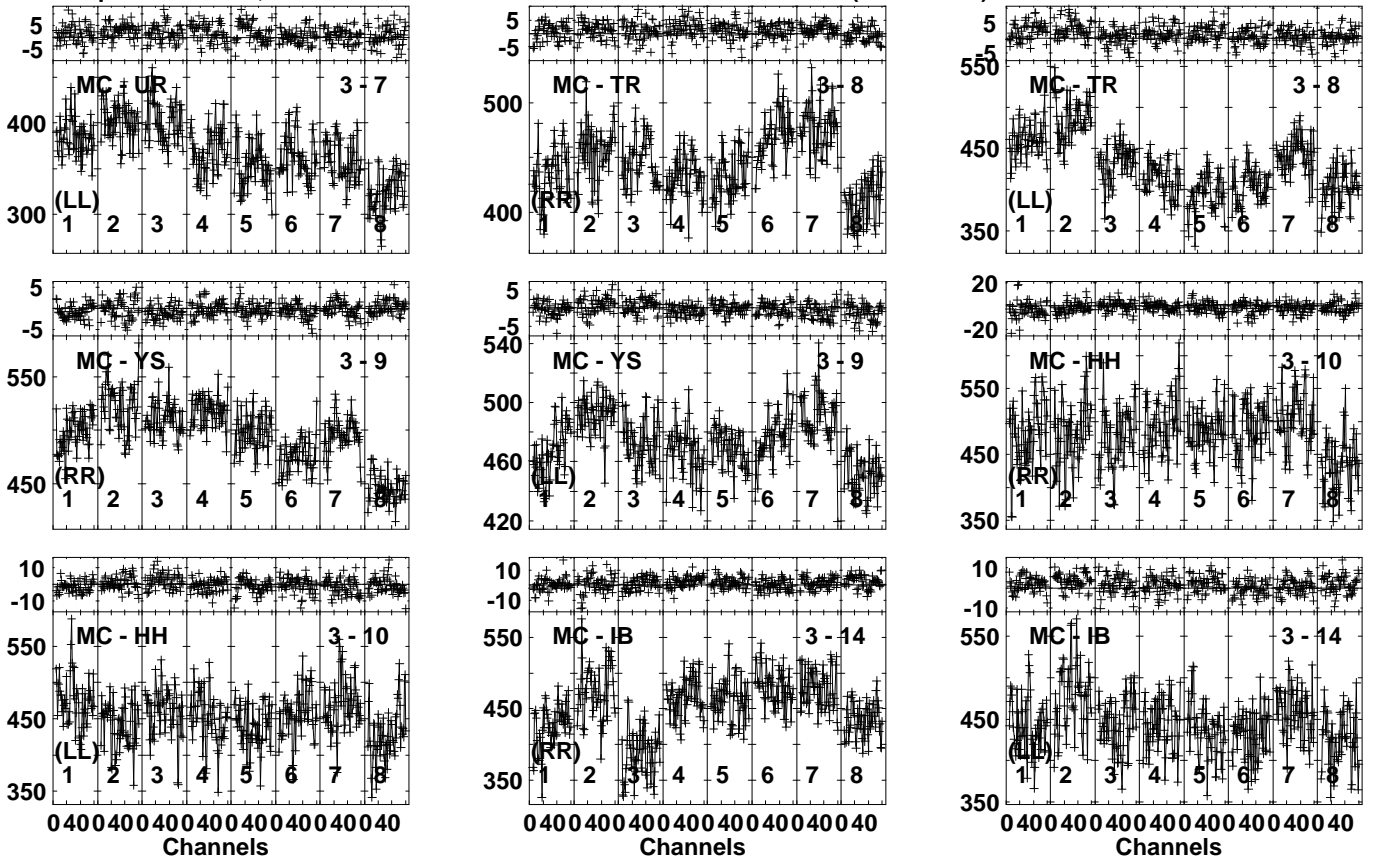 5 5 5
-5 -5 -5
MC - UR 3 - 7 MC - TR 3 - 8 550 MC - TR 3 - 8
400 500 450
300 400 350
(LL) (RR) (LL)
1 2 3 4 5 6 7 8 1 2 3 4 5 6 7 8 1 2 3 4 5 6 7 8
5 5 20
-5 -5 -20
MC - YS 3 - 9 540 MC - YS 3 - 9 MC - HH 3 - 10
550 500 550
450 460 450
420 350
(RR) (LL) (RR)
1 2 3 4 5 6 7 8 1 2 3 4 5 6 7 8 1 2 3 4 5 6 7 8
10 10 10
-10 -10 -10
MC - HH 3 - 10 MC - IB 3 - 14 MC - IB 3 - 14
550 550 550
450 450 450
350 350 350
(LL) (RR) (LL)
1 2 3 4 5 6 7 8 1 2 3 4 5 6 7 8 1 2 3 4 5 6 7 8
0 40 0 40 0 40 0 40 0 40 0 40 0 40 0 40 0 40 0 40 0 40 0 40 0 40 0 40 0 40 0 40 0 40 0 40 0 40 0 40 0 40 0 40 0 40 0 40
Channels Channels Channels